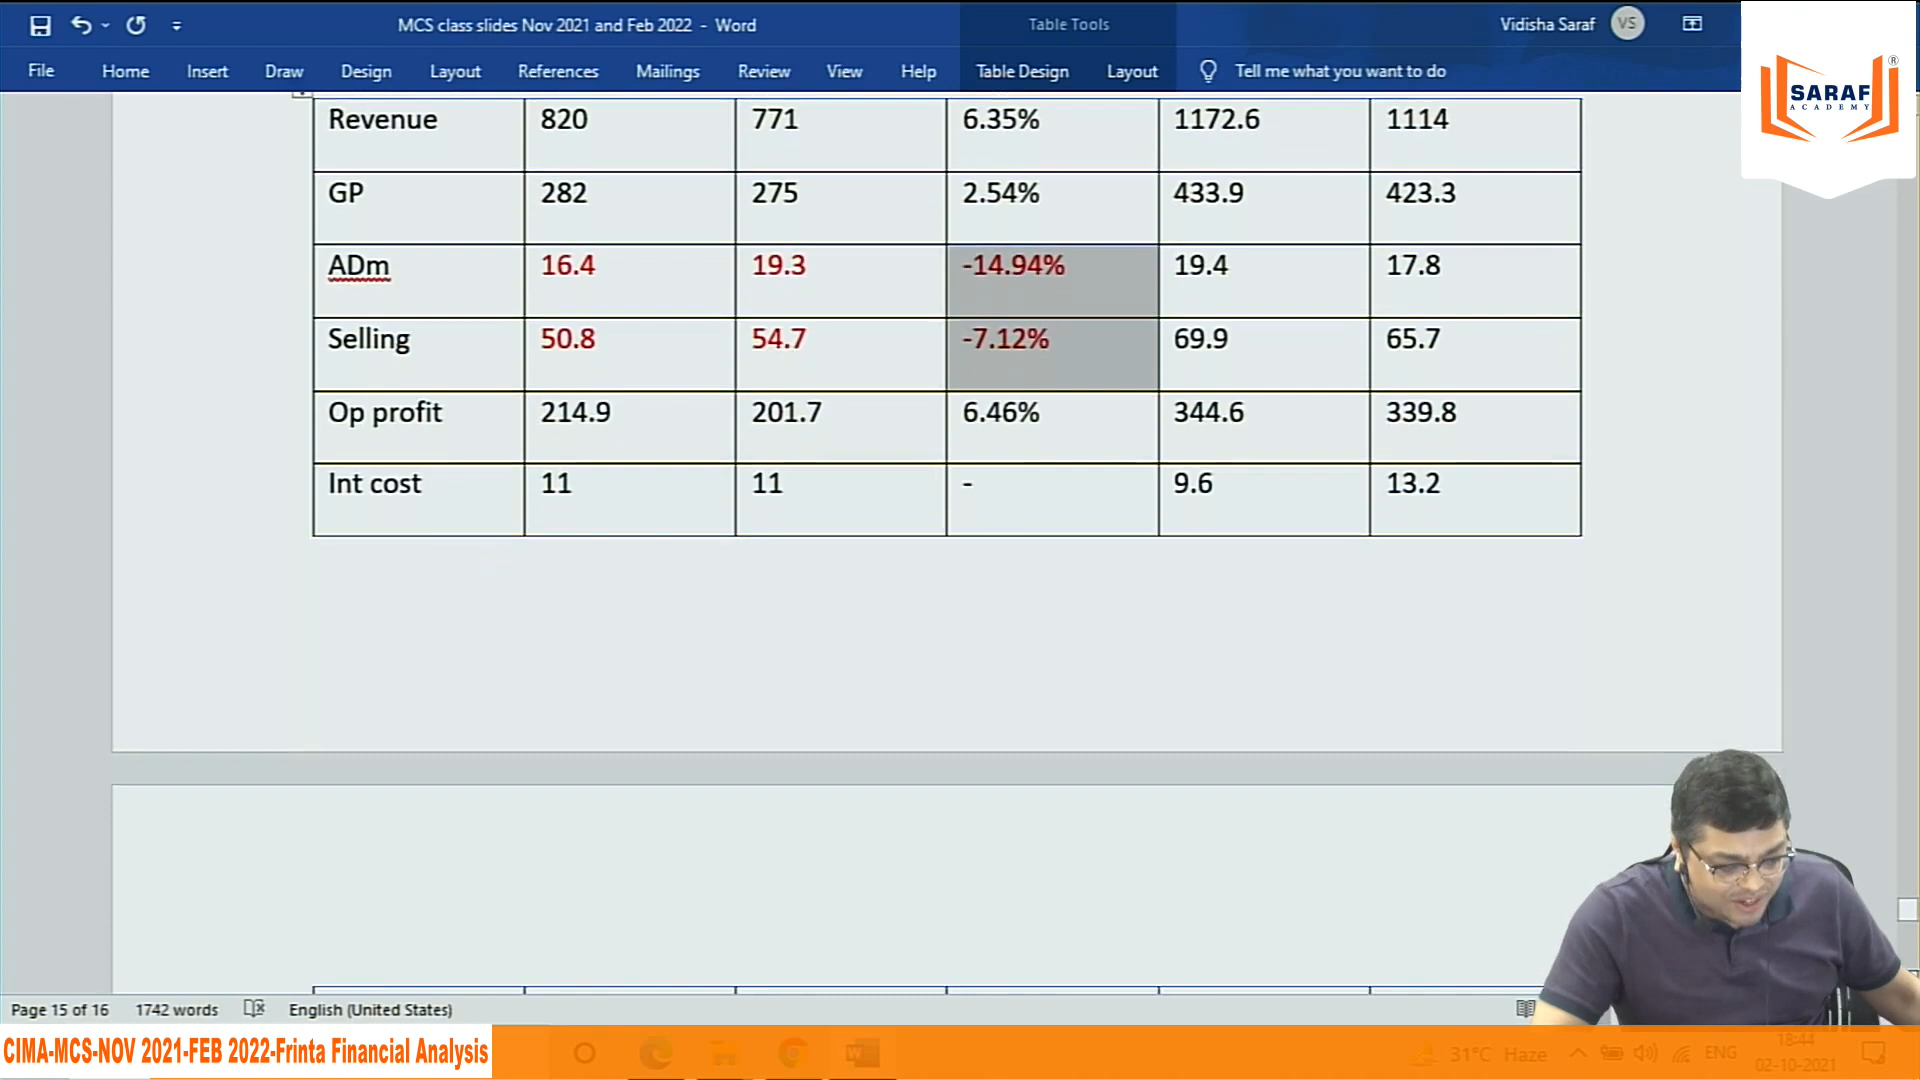 MCS class slides Nov 2021 and Feb 2022 - Word
Table Tools
Vidisha Saraf
VS
File Home Insert Draw Design Layout References Mailings Review View Help Table Design Layout Tell me what you want to do
SARAF
ACADEMY
®
Revenue 820 771 6.35% 1172.6 1114
GP 282 275 2.54% 433.9 423.3
ADm 16.4 19.3 -14.94% 19.4 17.8
Selling 50.8 54.7 -7.12% 69.9 65.7
Op profit 214.9 201.7 6.46% 344.6 339.8
Int cost 11 11 - 9.6 13.2
Page 15 of 16 1742 words English (United States)
CIMA-MCS-NOV 2021-FEB 2022-Frinta Financial Analysis
31°C Haze ENG
18:44
02-10-2021